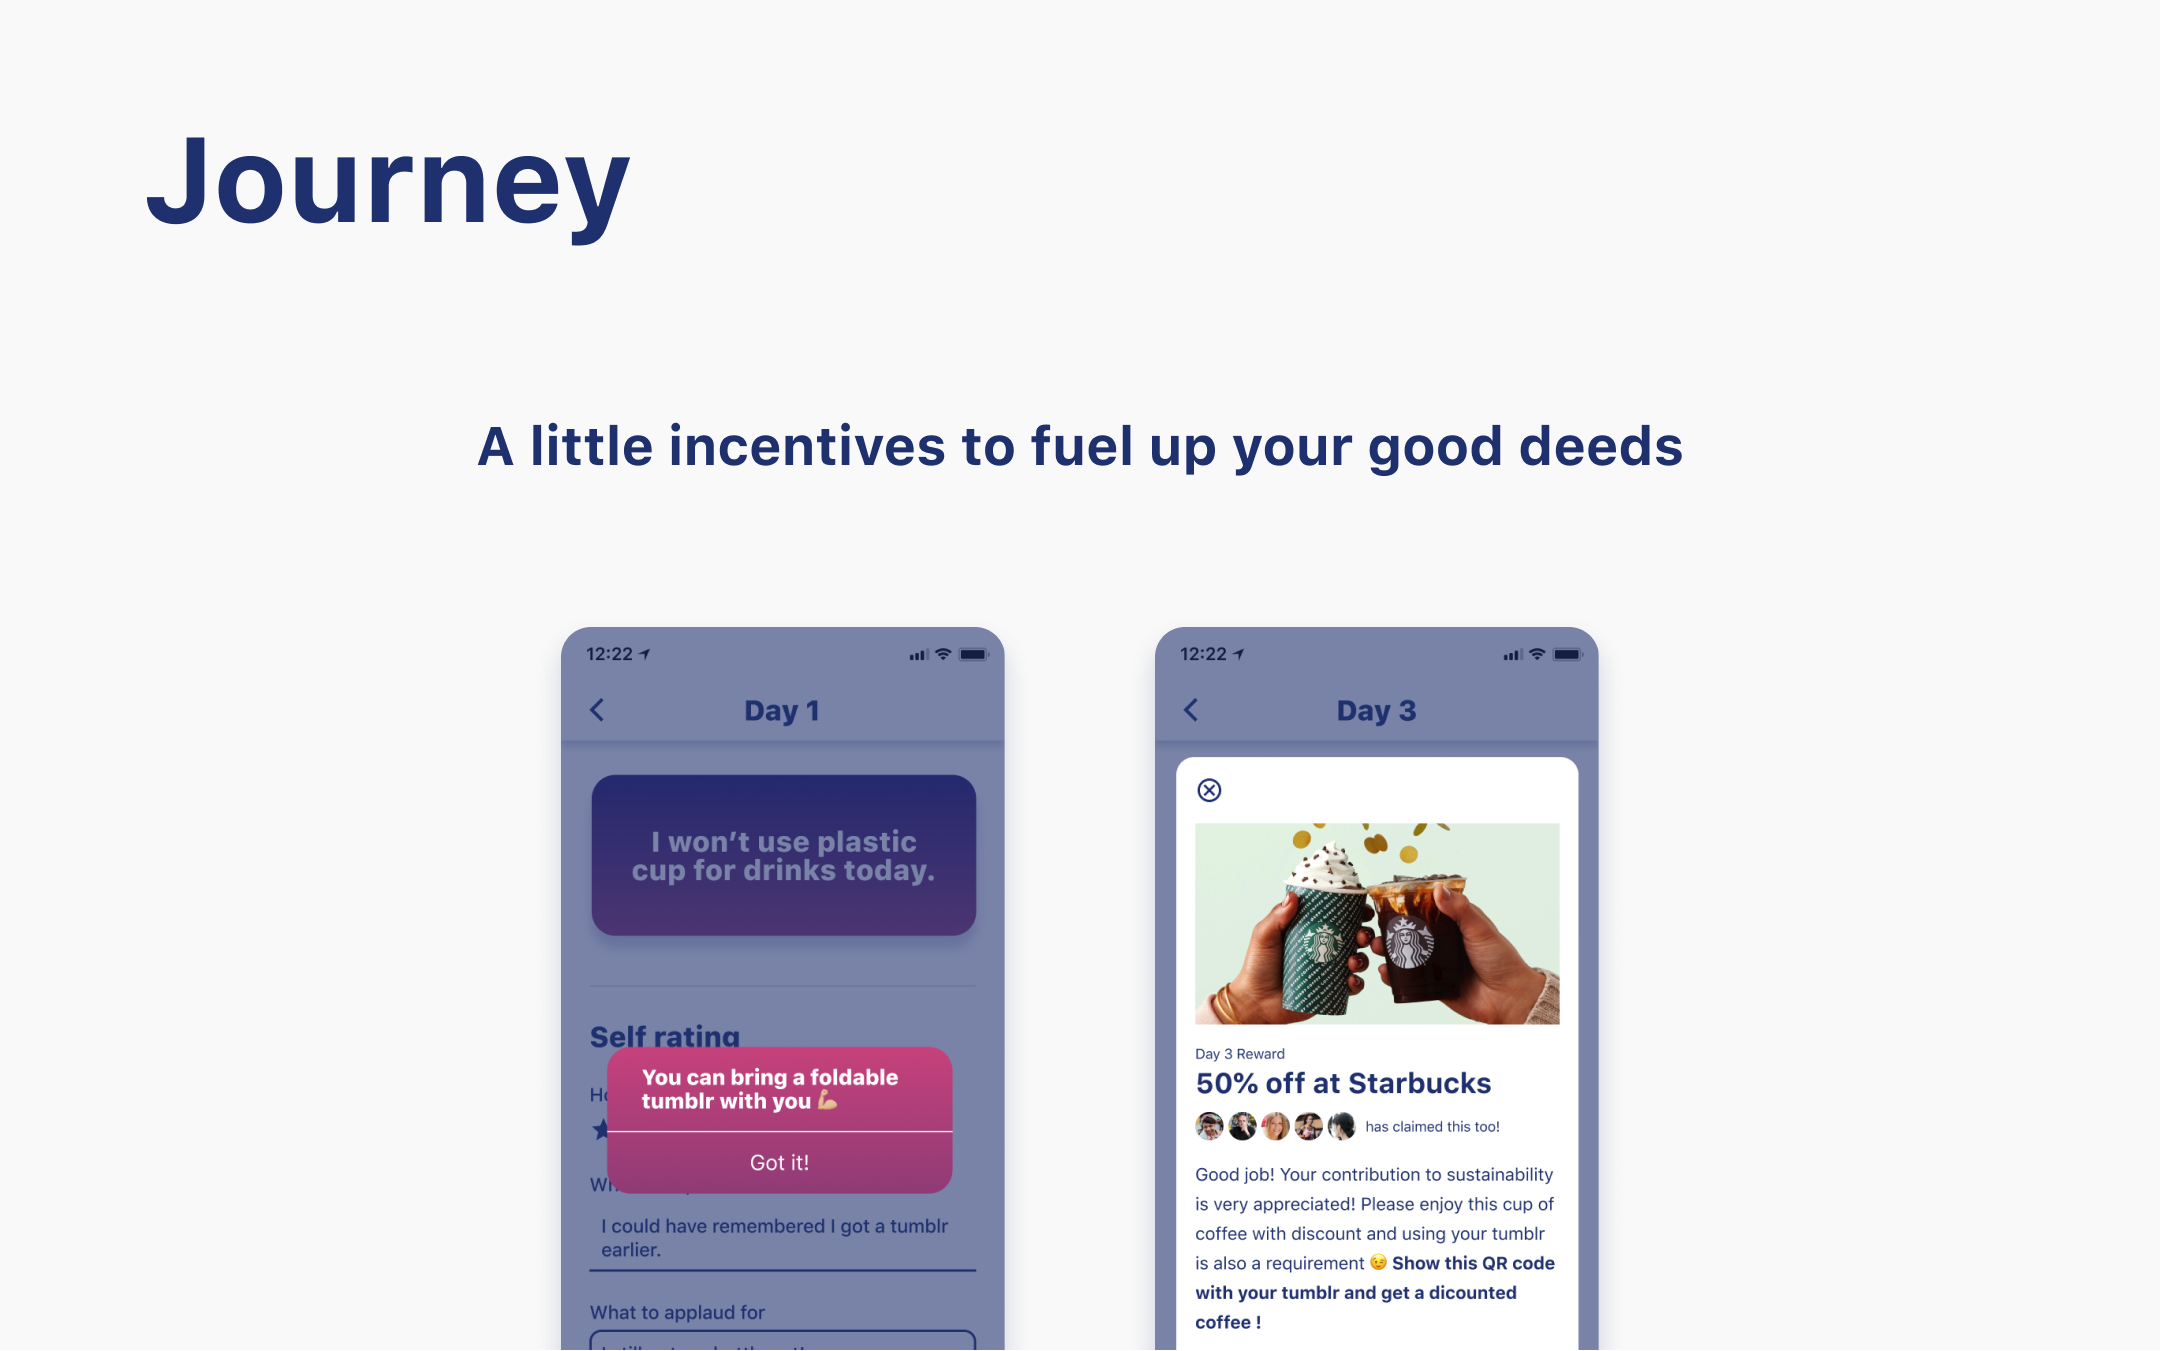 Journey
A little incentives to fuel up your good deeds
12:22
Day 1
I won’t use plastic
cup for drinks today.
Self rating
You can bring a foldable
tumblr with you 💪🏼
Got it!
I could have remembered I got a tumblr
earlier.
What to applaud for
12:22
Day 3
Day 3 Reward
50% off at Starbucks
has claimed this too!
Good job! Your contribution to sustainability
is very appreciated! Please enjoy this cup of
coffee with discount and using your tumblr
is also a requirement 😉 Show this QR code
with your tumblr and get a dicounted
coffee !